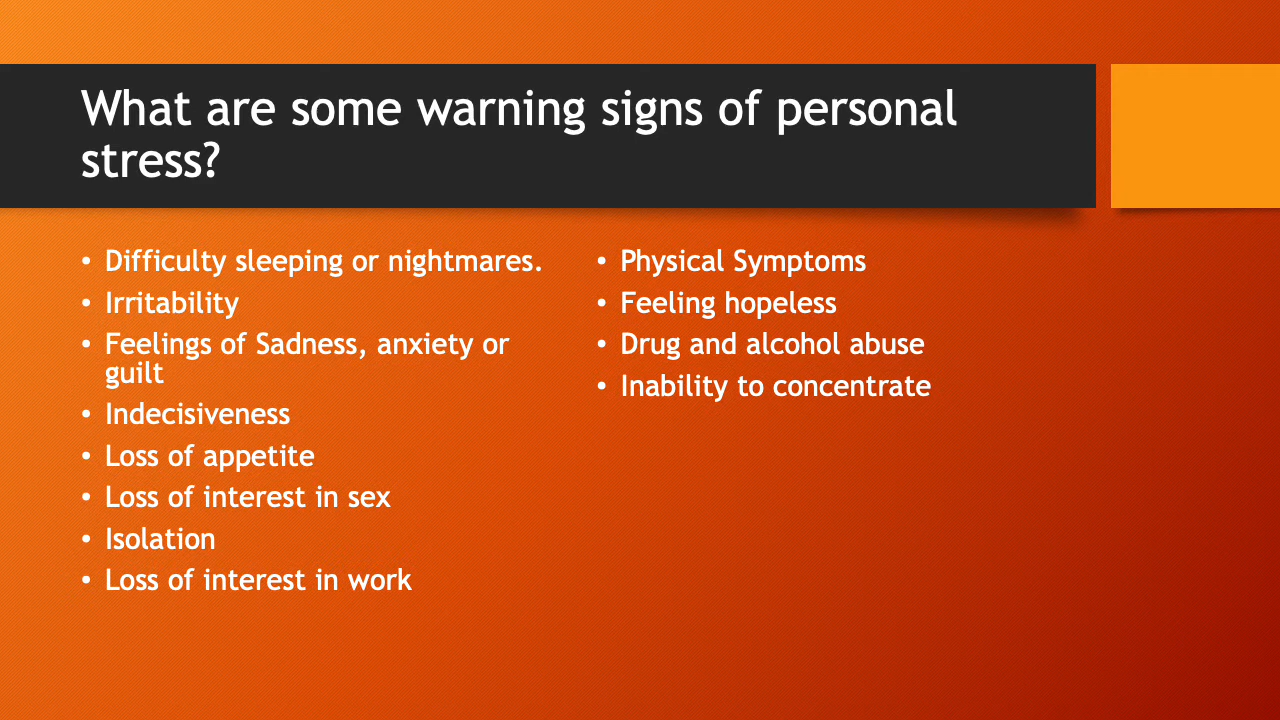 What are some warning signs of personal
stress?
• Difficulty sleeping or nightmares.
• Irritability
• Feelings of Sadness, anxiety or
guilt
• Indecisiveness
• Loss of appetite
• Loss of interest in sex
• Isolation
• Loss of interest in work
• Physical Symptoms
• Feeling hopeless
• Drug and alcohol abuse
• Inability to concentrate